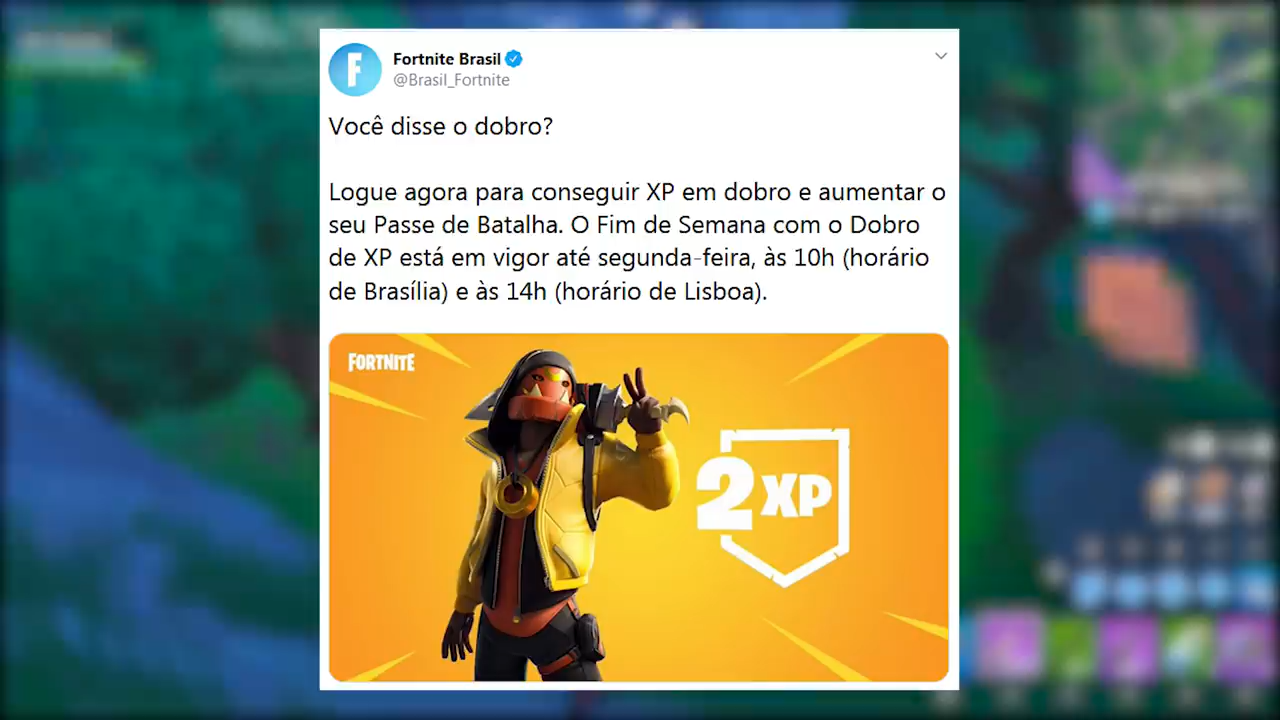 Fortnite Brasil
@Brasil_Fortnite
Você disse o dobro?
Logue agora para conseguir XP em dobro e aumentar o
seu Passe de Batalha. O Fim de Semana com o Dobro
de XP está em vigor até segunda-feira, às 10h (horário
de Brasília) e às 14h (horário de Lisboa).
FORTNITE
2XP